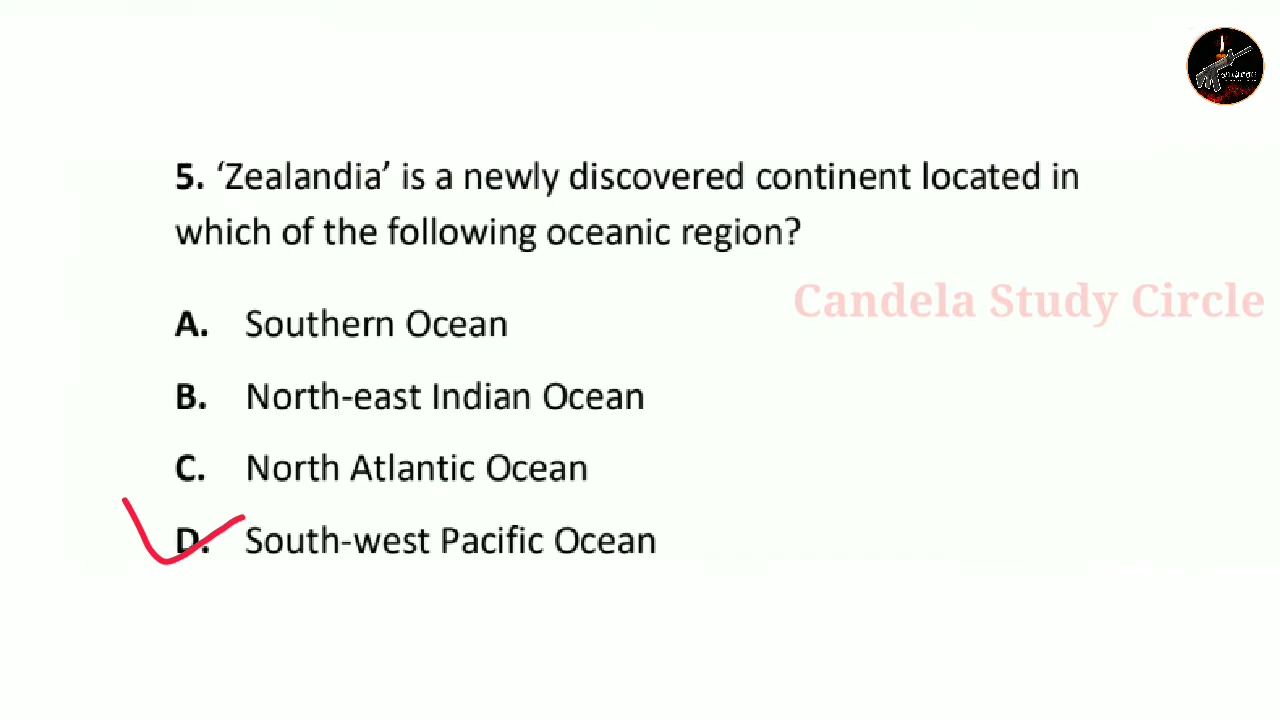 5. ‘Zealandia’ is a newly discovered continent located in
which of the following oceanic region?
Candela Study Circle
A. Southern Ocean
B. North-east Indian Ocean
C. North Atlantic Ocean
D. South-west Pacific Ocean